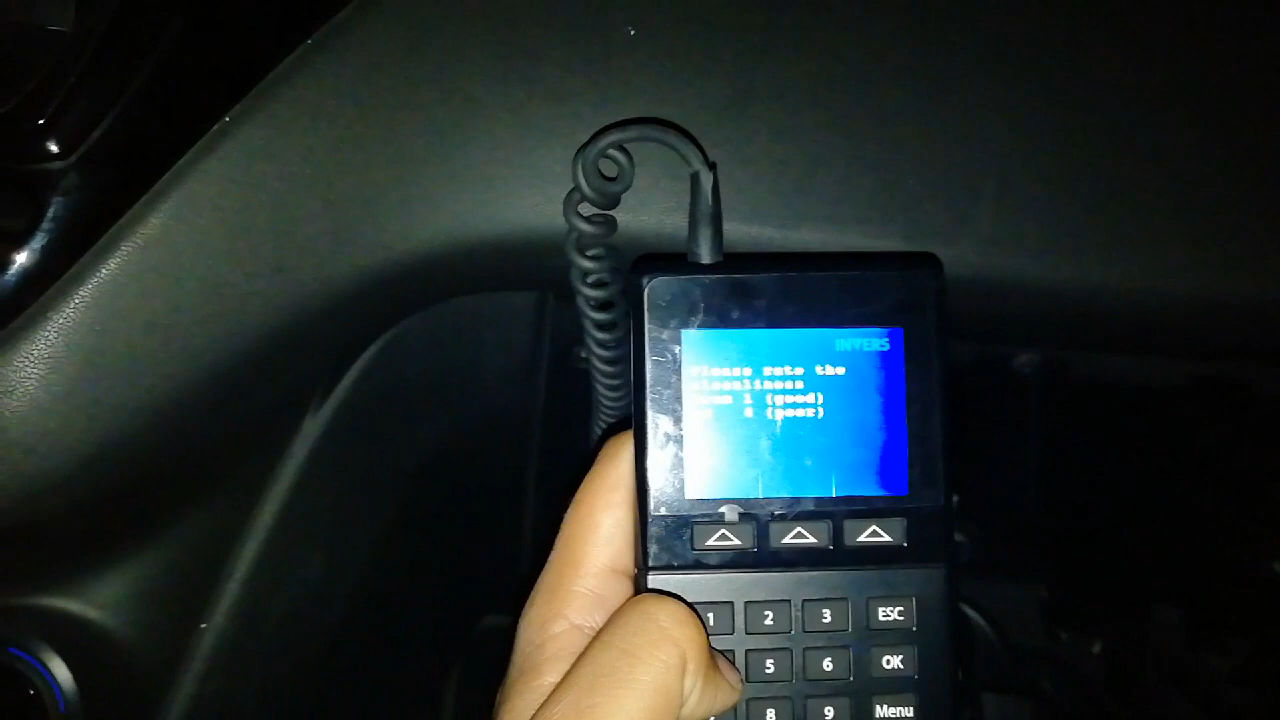 INVERS
Please rate the
cleanliness
from 1 (good)
to (poor)
1 2 3 ESC
5 6 OK
8 9 Menu